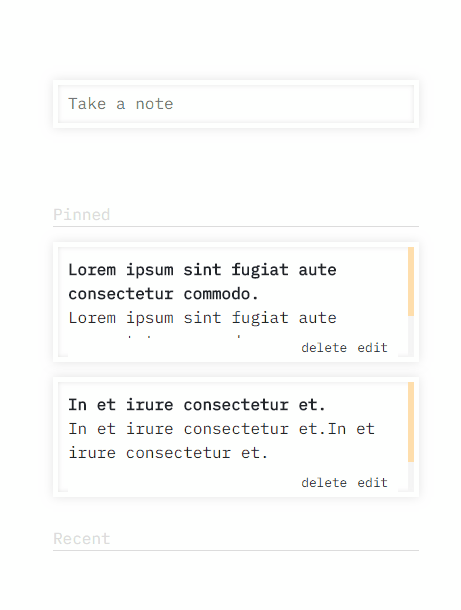 Take a note
Pinned
Lorem ipsum sint fugiat aute
consectetur commodo.
Lorem ipsum sint fugiat aute
delete edit
In et irure consectetur et.
In et irure consectetur et.In et
irure consectetur et.
delete edit
Recent